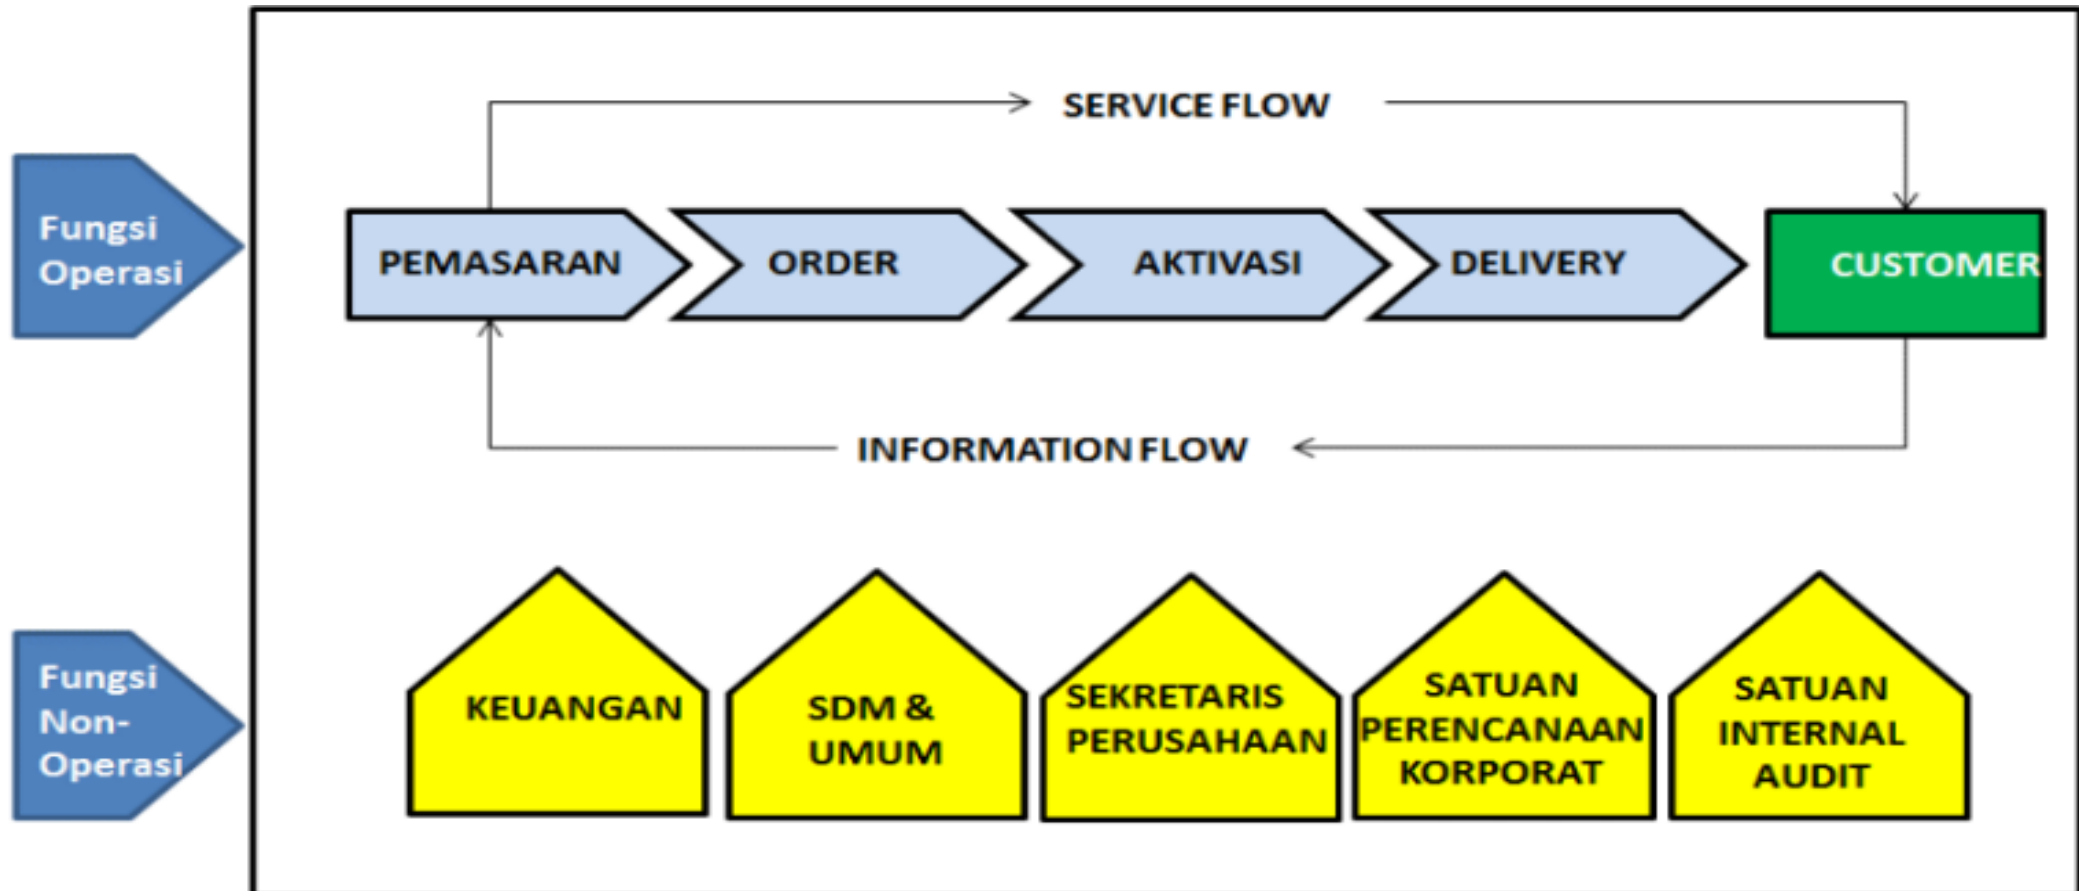 SERVICE FLOW
Fungsi
Operasi
PEMASARAN
ORDER
AKTIVASI
DELIVERY
CUSTOMER
INFORMATION FLOW
Fungsi
Non-
Operasi
KEUANGAN
SDM &
UMUM
SEKRETARIS
PERUSAHAAN
SATUAN
PERENCANAAN
KORPORAT
SATUAN
INTERNAL
AUDIT